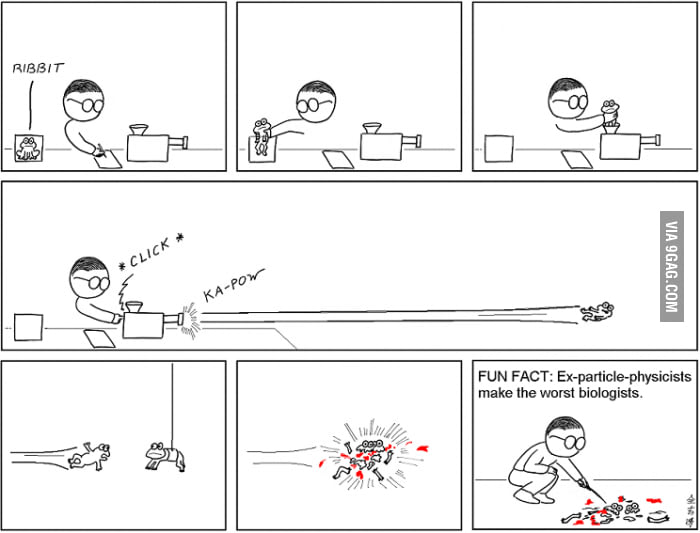 RIBBIT
*CLICK*
KA-POW
VIA 9GAG.COM
FUN FACT: Ex-particle-physicists
make the worst biologists.